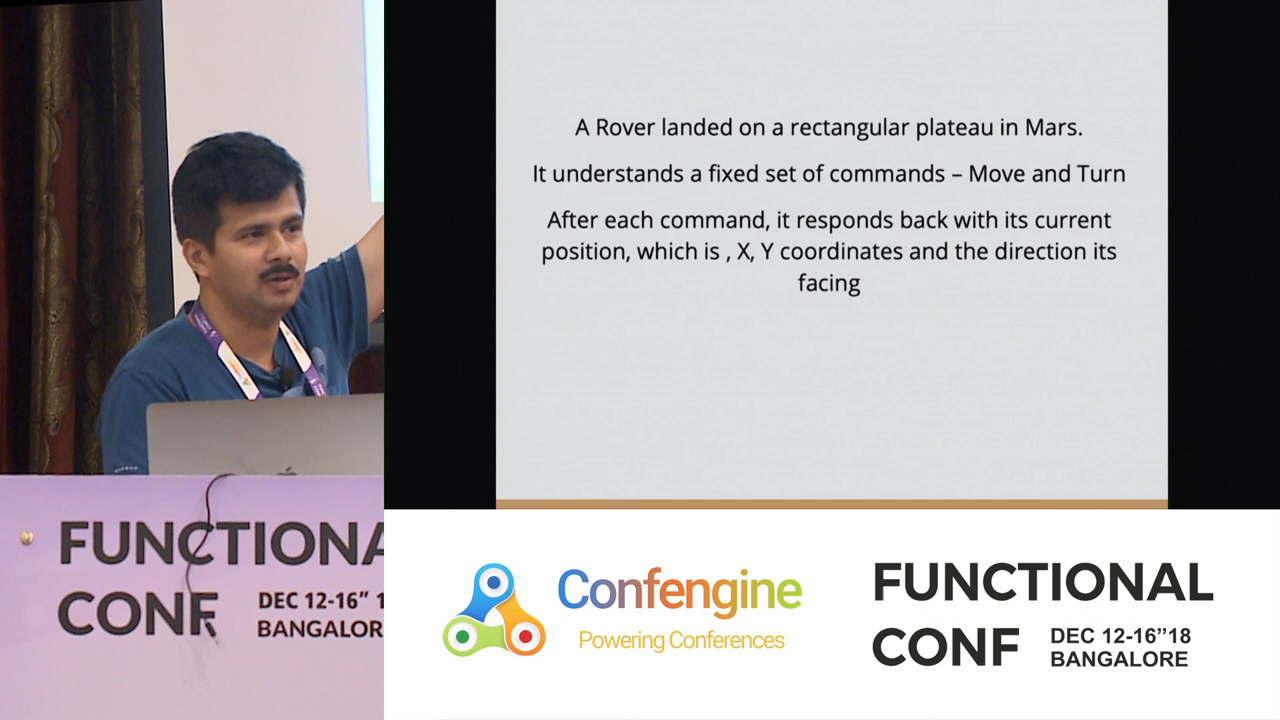 A Rover landed on a rectangular plateau in Mars.
It understands a fixed set of commands – Move and Turn
After each command, it responds back with its current
position, which is , X, Y coordinates and the direction its
facing
FUNCTIONA
CONF
DEC 12-16" 1
BANGALOR
Confengine
Powering Conferences
FUNCTIONAL
CONF
DEC 12-16”18
BANGALORE